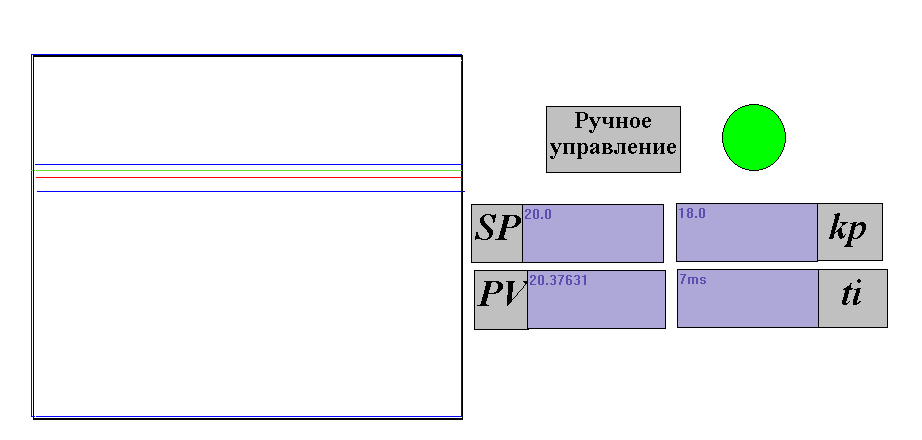 Ручное
управление
SP 20.0 18.0 kp
PV 20.37631 7ms ti